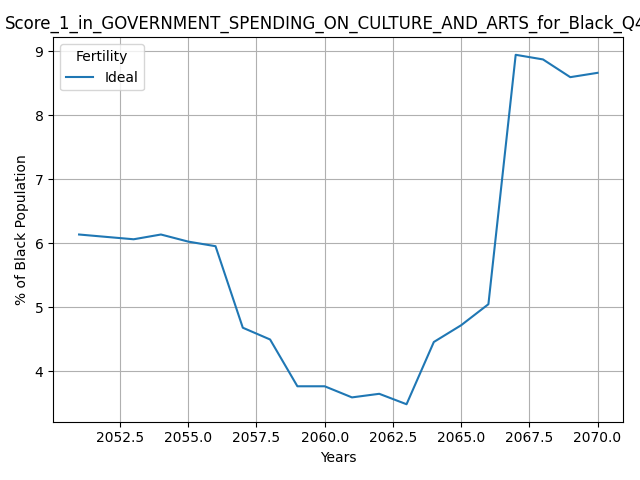 Score_1_in_GOVERNMENT_SPENDING_ON_CULTURE_AND_ARTS_for_Black_Q4
Fertility
Ideal
% of Black Population
9
8
7
6
5
4
2052.5 2055.0 2057.5 2060.0 2062.5 2065.0 2067.5 2070.0
Years